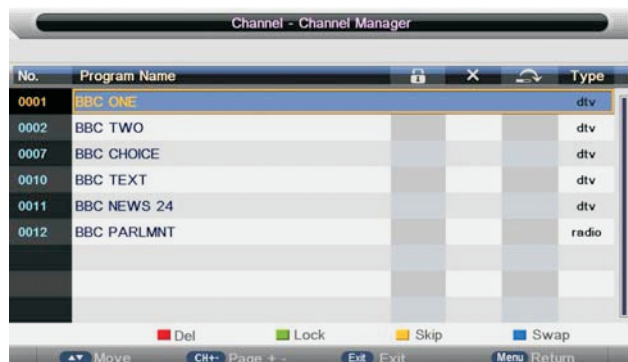 Channel - Channel Manager
No. Program Name Type
0001 BBC ONE dtv
0002 BBC TWO dtv
0007 BBC CHOICE dtv
0010 BBC TEXT dtv
0011 BBC NEWS 24 dtv
0012 BBC PARLMNT radio
Del Lock Skip Swap
Move CH+- Page + - Exit Exit Menu Return